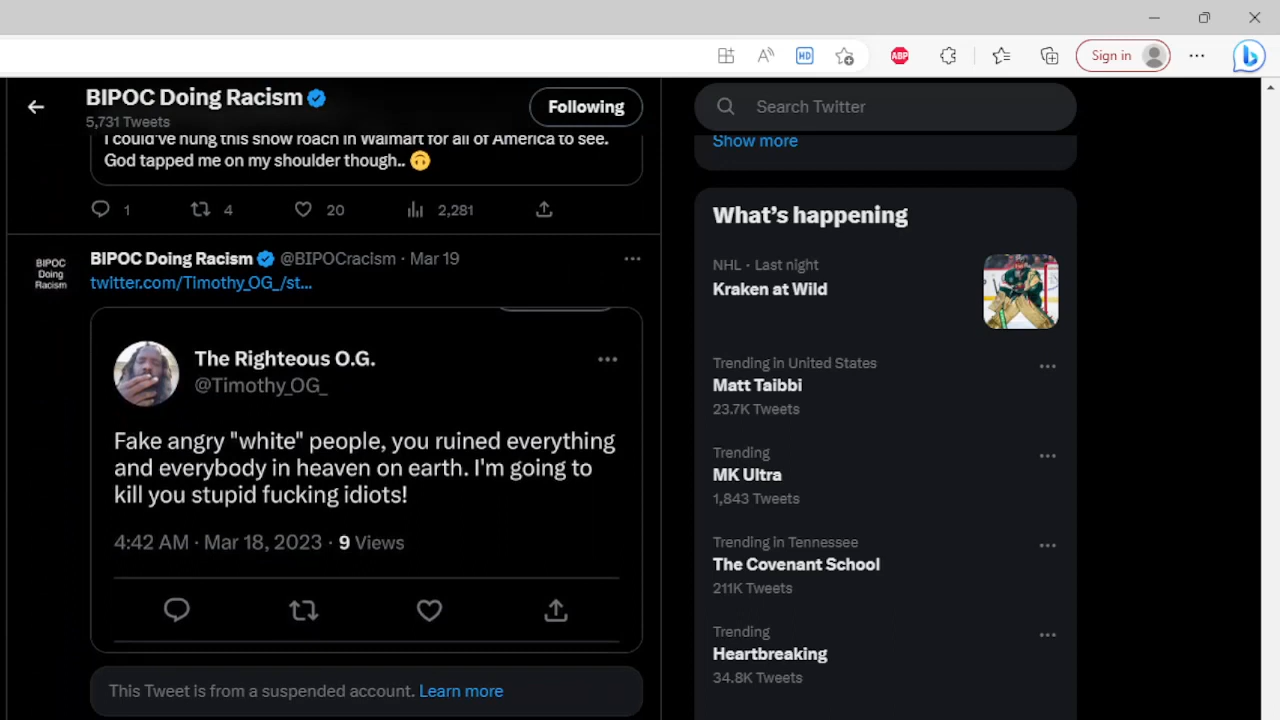 Sign in
BIPOC Doing Racism
5,731 Tweets
Following
I could've hung this snow roach in Walmart for all of America to see.
God tapped me on my shoulder though.. 🙃
1 4 20 2,281
BIPOC Doing Racism @BIPOCracism · Mar 19
twitter.com/Timothy_OG_/st...
BIPOC
Doing
Racism
The Righteous O.G.
@Timothy_OG_
Fake angry "white" people, you ruined everything
and everybody in heaven on earth. I'm going to
kill you stupid fucking idiots!
4:42 AM · Mar 18, 2023 · 9 Views
This Tweet is from a suspended account. Learn more
Search Twitter
Show more
What's happening
NHL · Last night
Kraken at Wild
Trending in United States
Matt Taibbi
23.7K Tweets
Trending
MK Ultra
1,843 Tweets
Trending in Tennessee
The Covenant School
211K Tweets
Trending
Heartbreaking
34.8K Tweets
HD
ABP